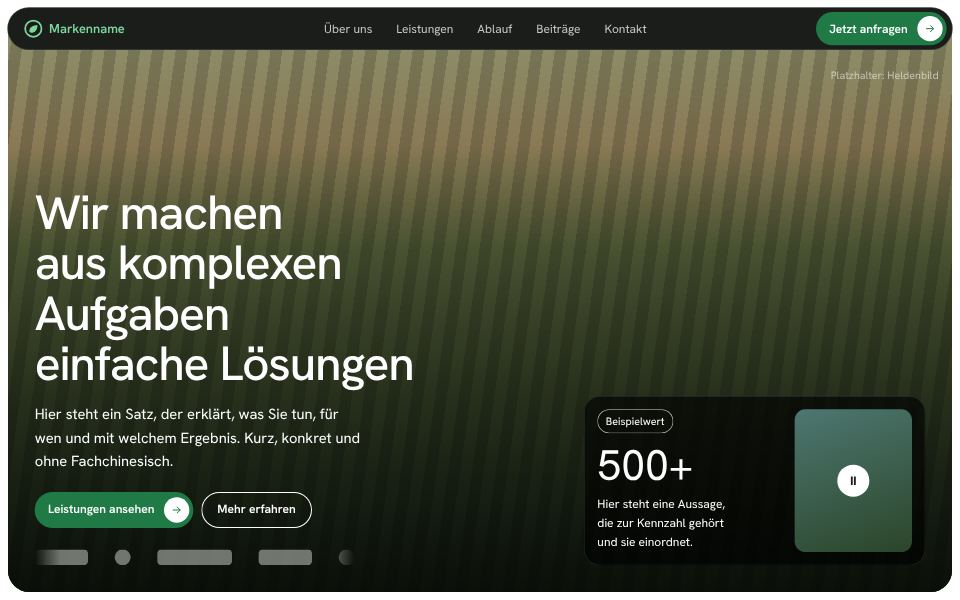 Markenname
Über uns
Leistungen
Ablauf
Beiträge
Kontakt
Jetzt anfragen
Platzhalter: Heldenbild
Wir machen
aus komplexen
Aufgaben
einfache Lösungen
Hier steht ein Satz, der erklärt, was Sie tun, für
wen und mit welchem Ergebnis. Kurz, konkret und
ohne Fachchinesisch.
Leistungen ansehen
Mehr erfahren
Beispielwert
500+
Hier steht eine Aussage,
die zur Kennzahl gehört
und sie einordnet.